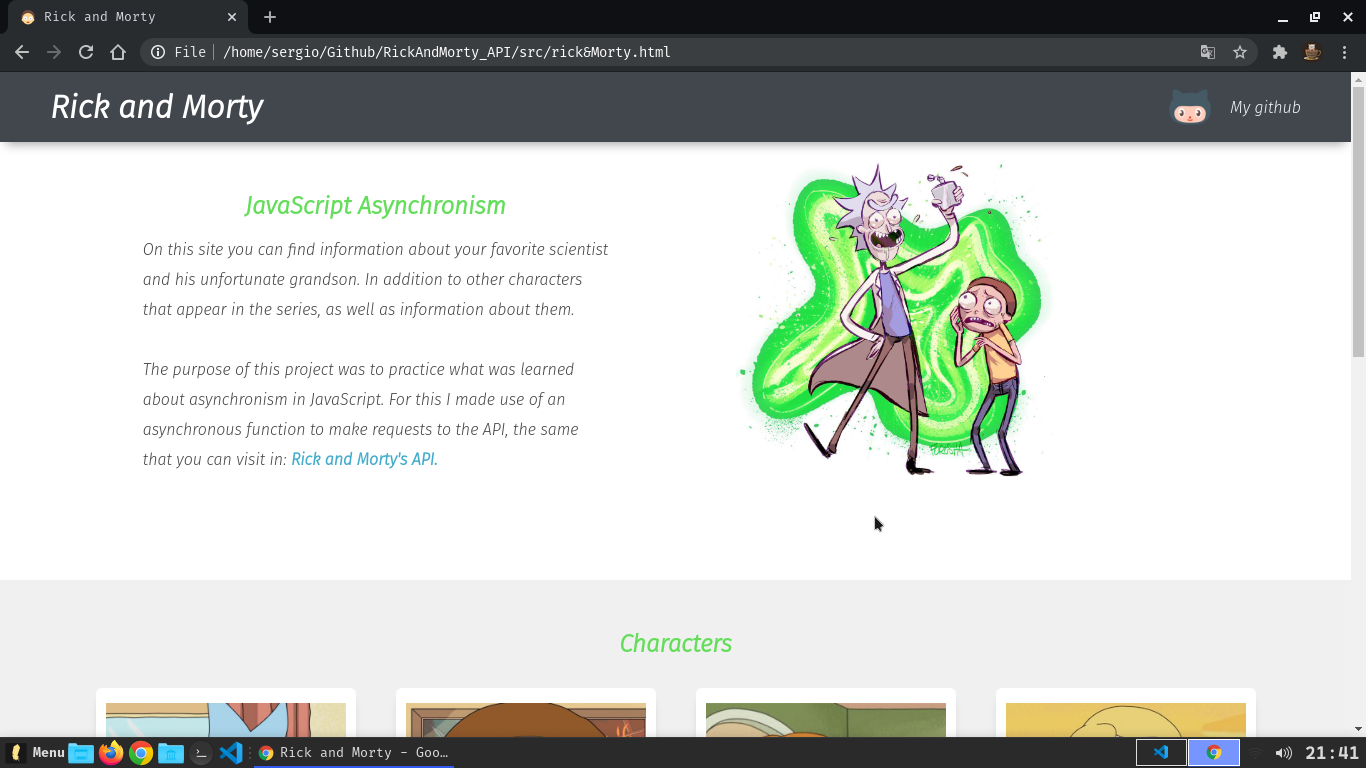 Rick and Morty
File
/home/sergio/Github/RickAndMorty_API/src/rick&Morty.html
Rick and Morty
My github
JavaScript Asynchronism
On this site you can find information about your favorite scientist
and his unfortunate grandson. In addition to other characters
that appear in the series, as well as information about them.
The purpose of this project was to practice what was learned
about asynchronism in JavaScript. For this I made use of an
asynchronous function to make requests to the API, the same
that you can visit in: Rick and Morty's API.
Characters
Menu
Rick and Morty - Goo…
21:41